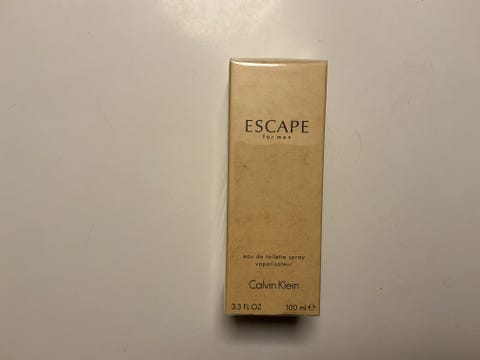 ESCAPE
for men
eau de toilette spray
vaporisateur
Calvin Klein
3.3 FL OZ 100 ml ℮